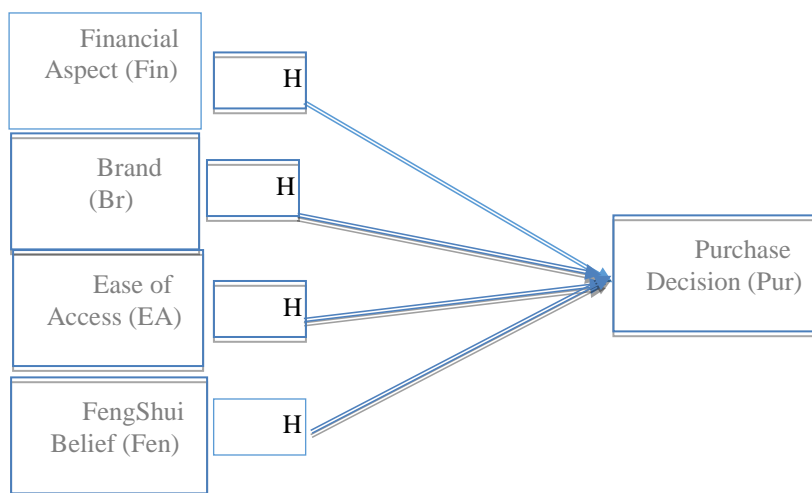 Financial
Aspect (Fin)
H
Brand
(Br)
H
Ease of
Access (EA)
H
FengShui
Belief (Fen)
H
Purchase
Decision (Pur)